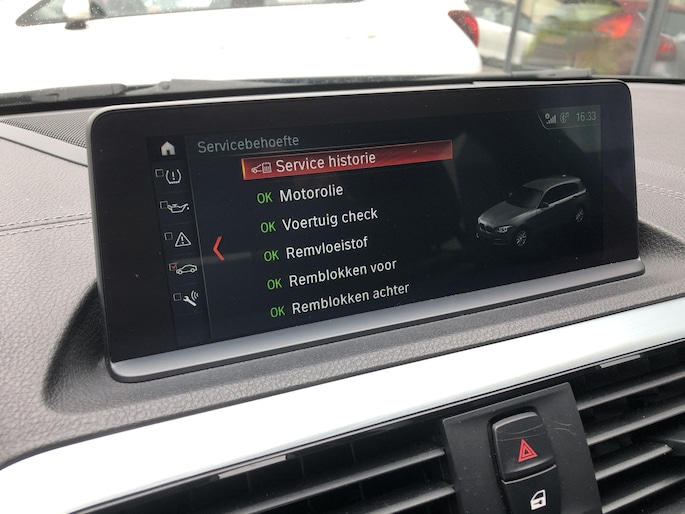 16:33
Servicebehoefte
Service historie
OK Motorolie
OK Voertuig check
OK Remvloeistof
OK Remblokken voor
OK Remblokken achter